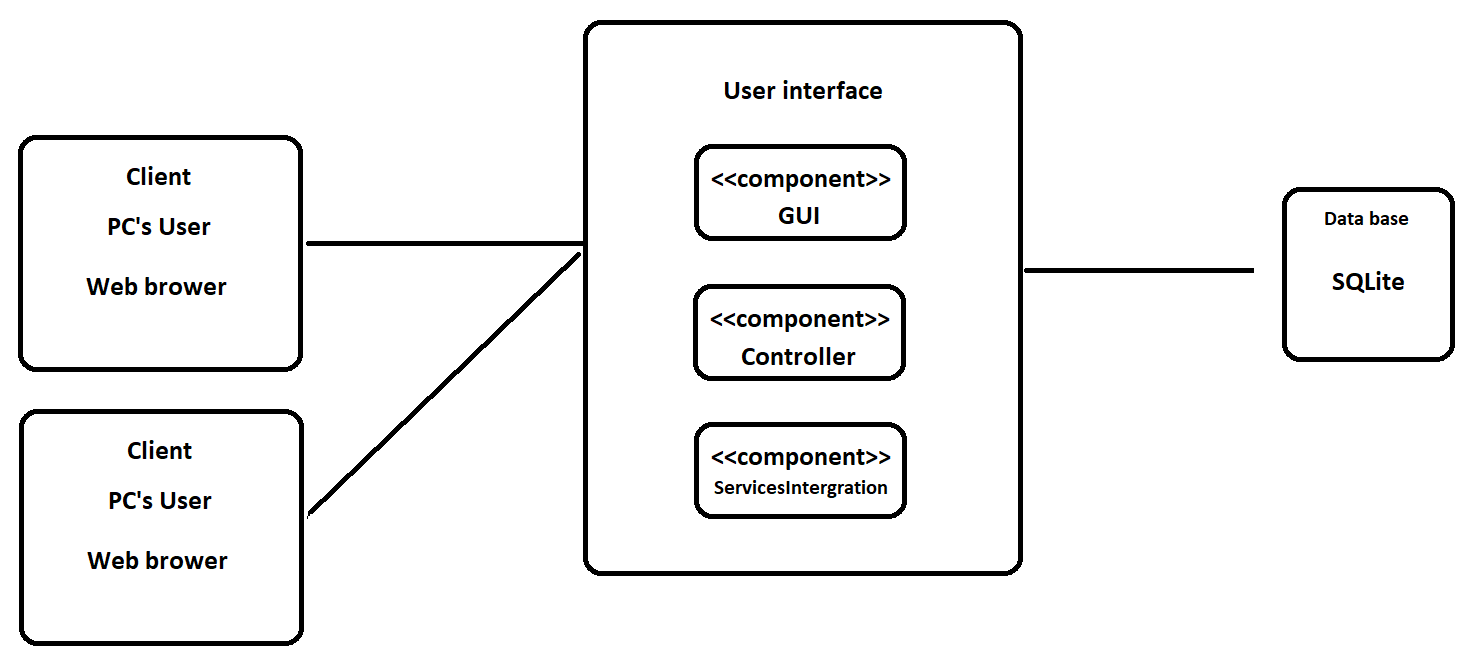 Client
PC's User
Web brower
Client
PC's User
Web brower
User interface
<<component>>
GUI
<<component>>
Controller
<<component>>
ServicesIntergration
Data base
SQLite